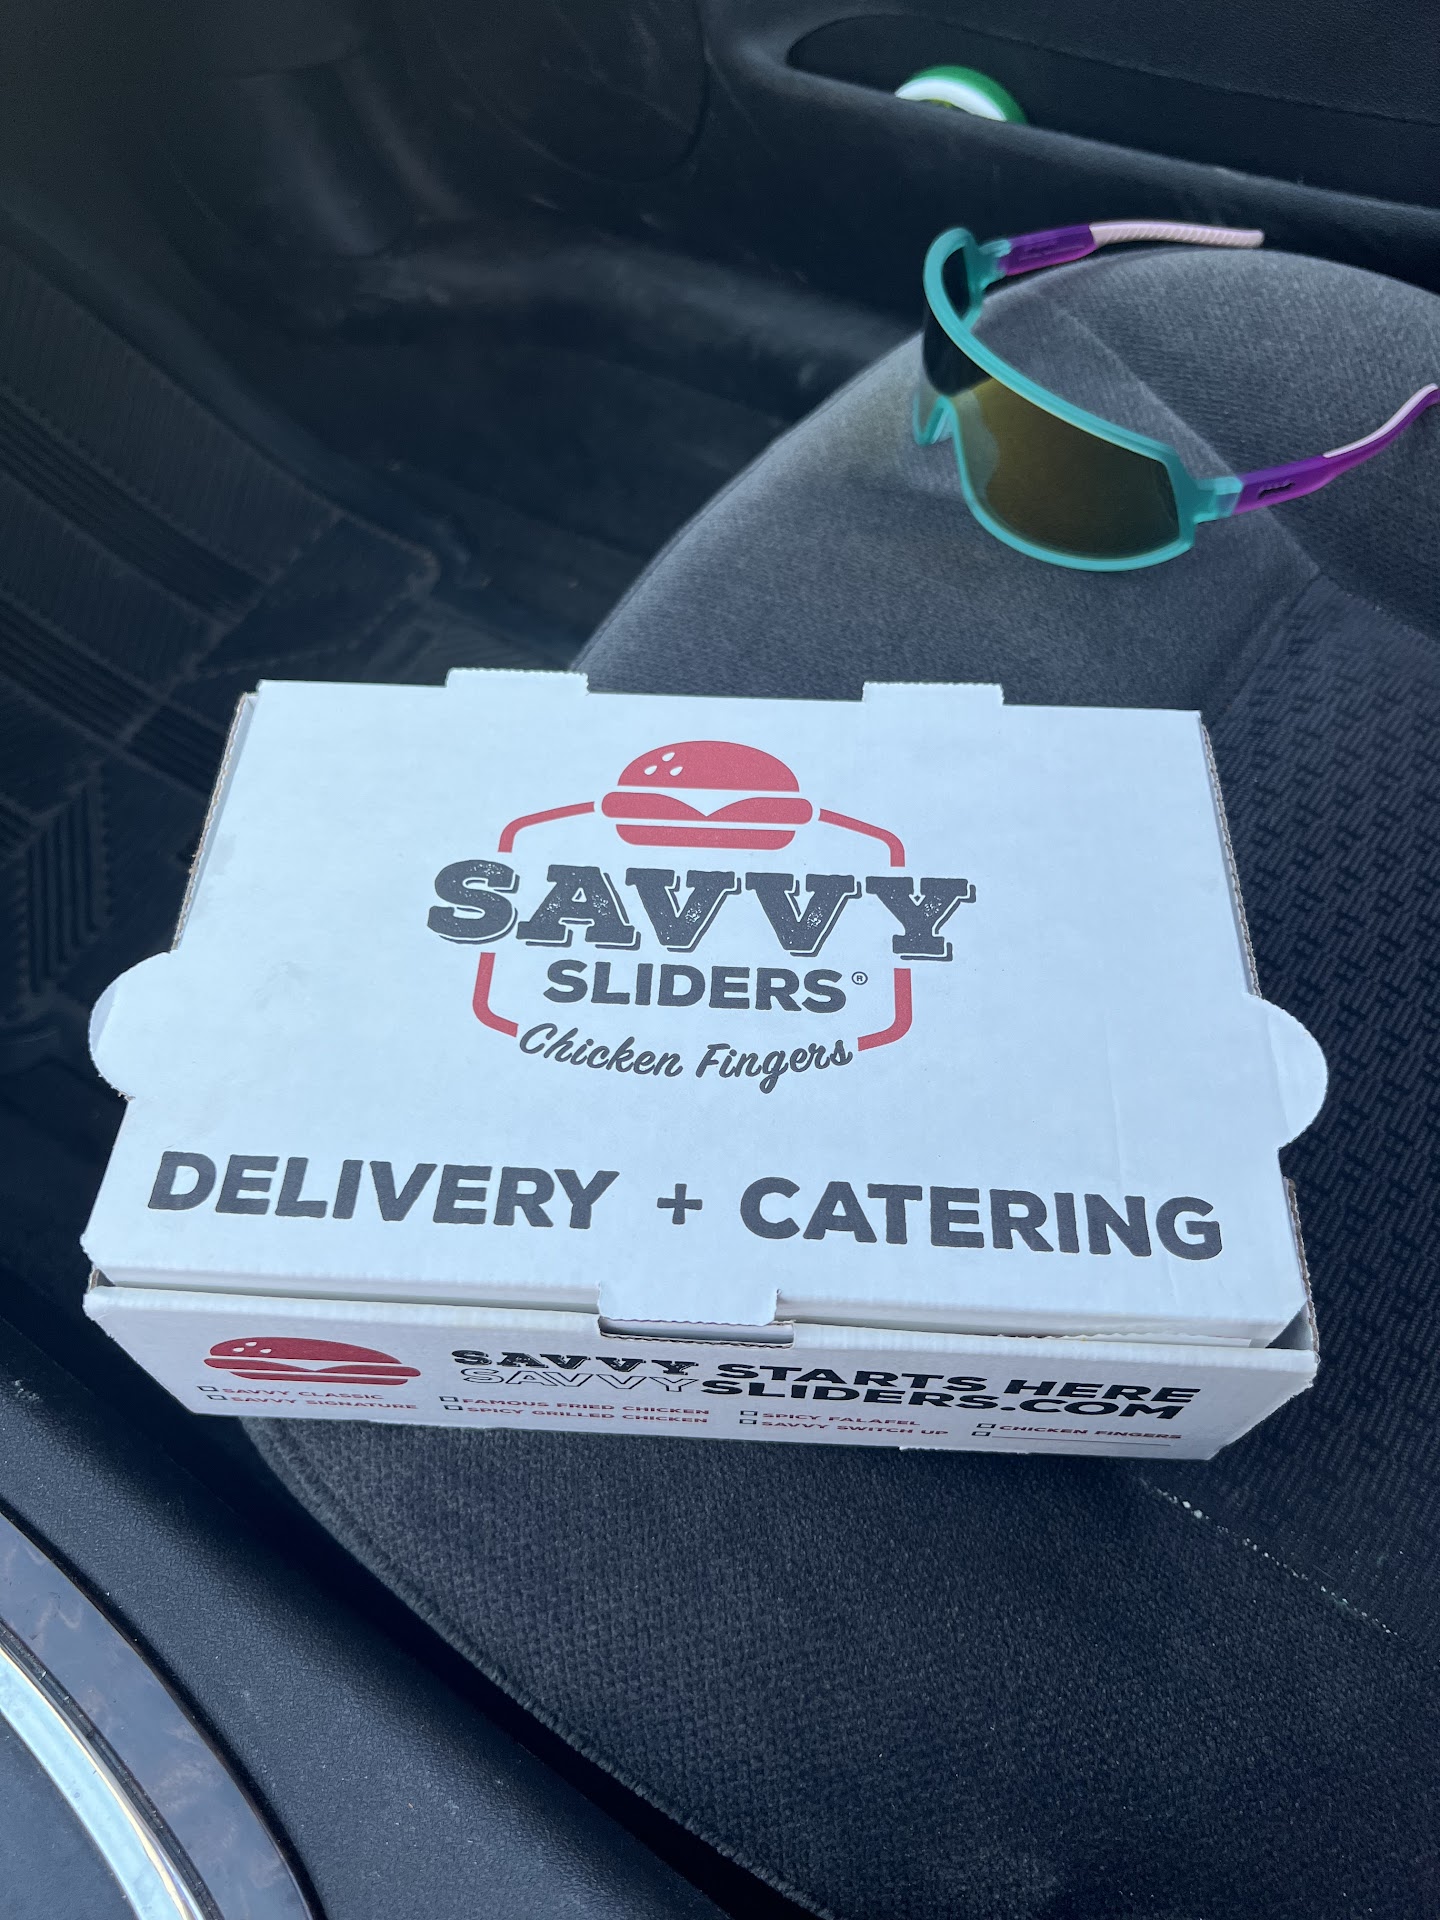 SAVVY
SLIDERS®
Chicken Fingers
DELIVERY + CATERING
SAVVY STARTS HERE
SAVVYSLIDERS.COM
SAVVY CLASSIC
SAVVY SIGNATURE
FAMOUS FRIED CHICKEN
SPICY GRILLED CHICKEN
SPICY FALAFEL
SAVVY SWITCH UP
CHICKEN FINGERS